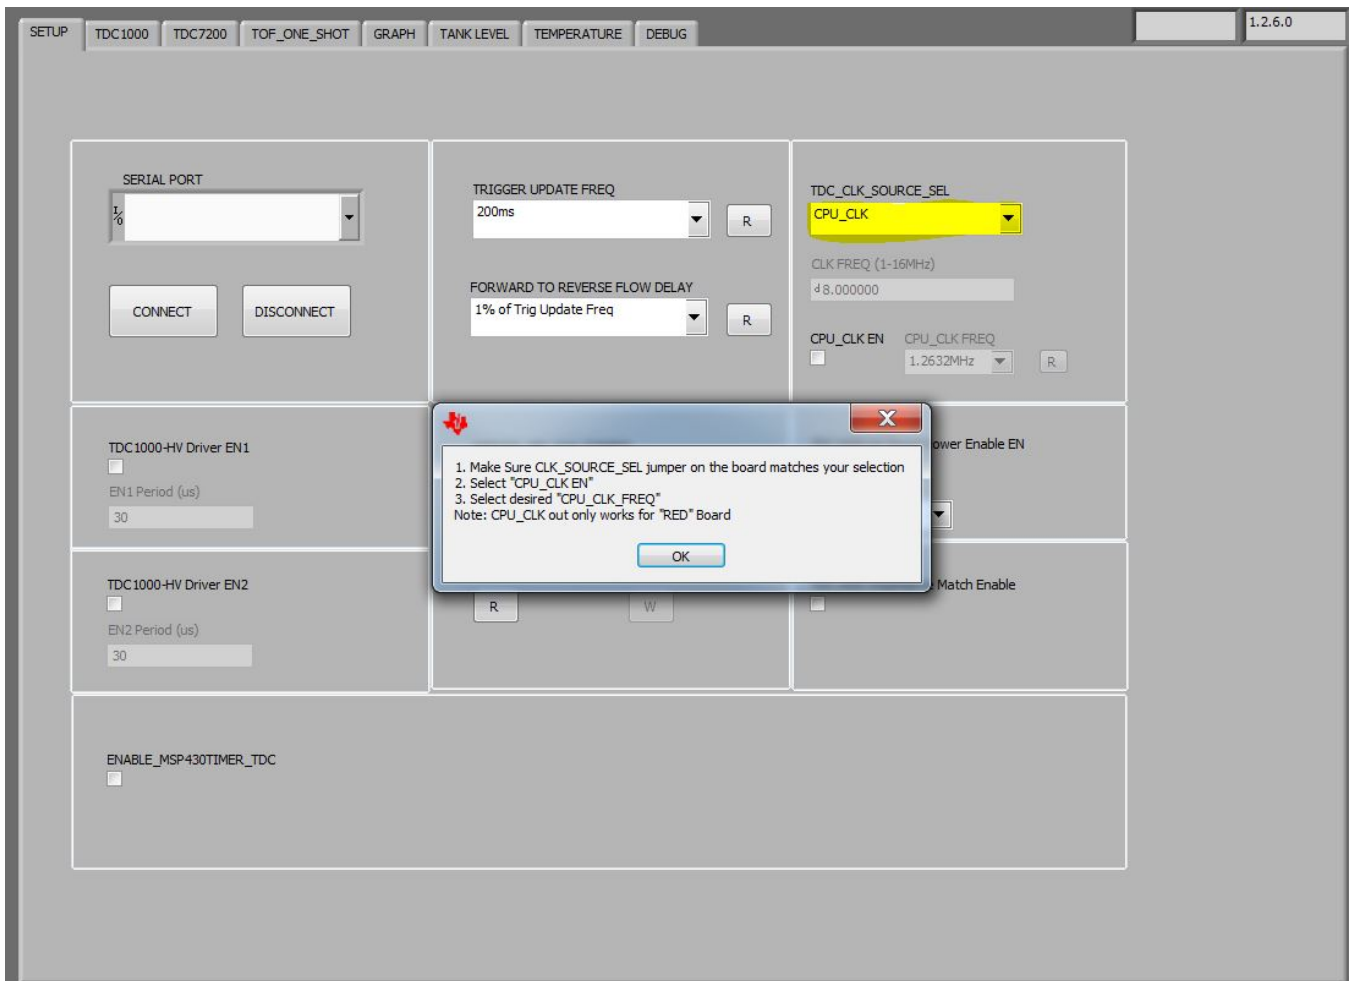 SETUP TDC1000 TDC7200 TOF_ONE_SHOT GRAPH TANK LEVEL TEMPERATURE DEBUG 1.2.6.0
SERIAL PORT
I/O
CONNECT DISCONNECT
TRIGGER UPDATE FREQ
200ms R
FORWARD TO REVERSE FLOW DELAY
1% of Trig Update Freq R
TDC_CLK_SOURCE_SEL
CPU_CLK
CLK FREQ (1-16MHz)
d 8.000000
CPU_CLK EN CPU_CLK FREQ
1.2632MHz R
TDC1000-HV Driver EN1
EN1 Period (us)
30
1. Make Sure CLK_SOURCE_SEL jumper on the board matches your selection
2. Select "CPU_CLK EN"
3. Select desired "CPU_CLK_FREQ"
Note: CPU_CLK out only works for "RED" Board
OK
ower Enable EN
TDC1000-HV Driver EN2
EN2 Period (us)
30
R W
Match Enable
ENABLE_MSP430TIMER_TDC